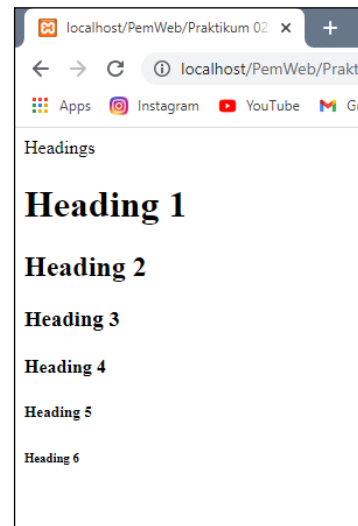 localhost/PemWeb/Praktikum 02
localhost/PemWeb/Prakt
Apps Instagram YouTube G
Headings
Heading 1
Heading 2
Heading 3
Heading 4
Heading 5
Heading 6